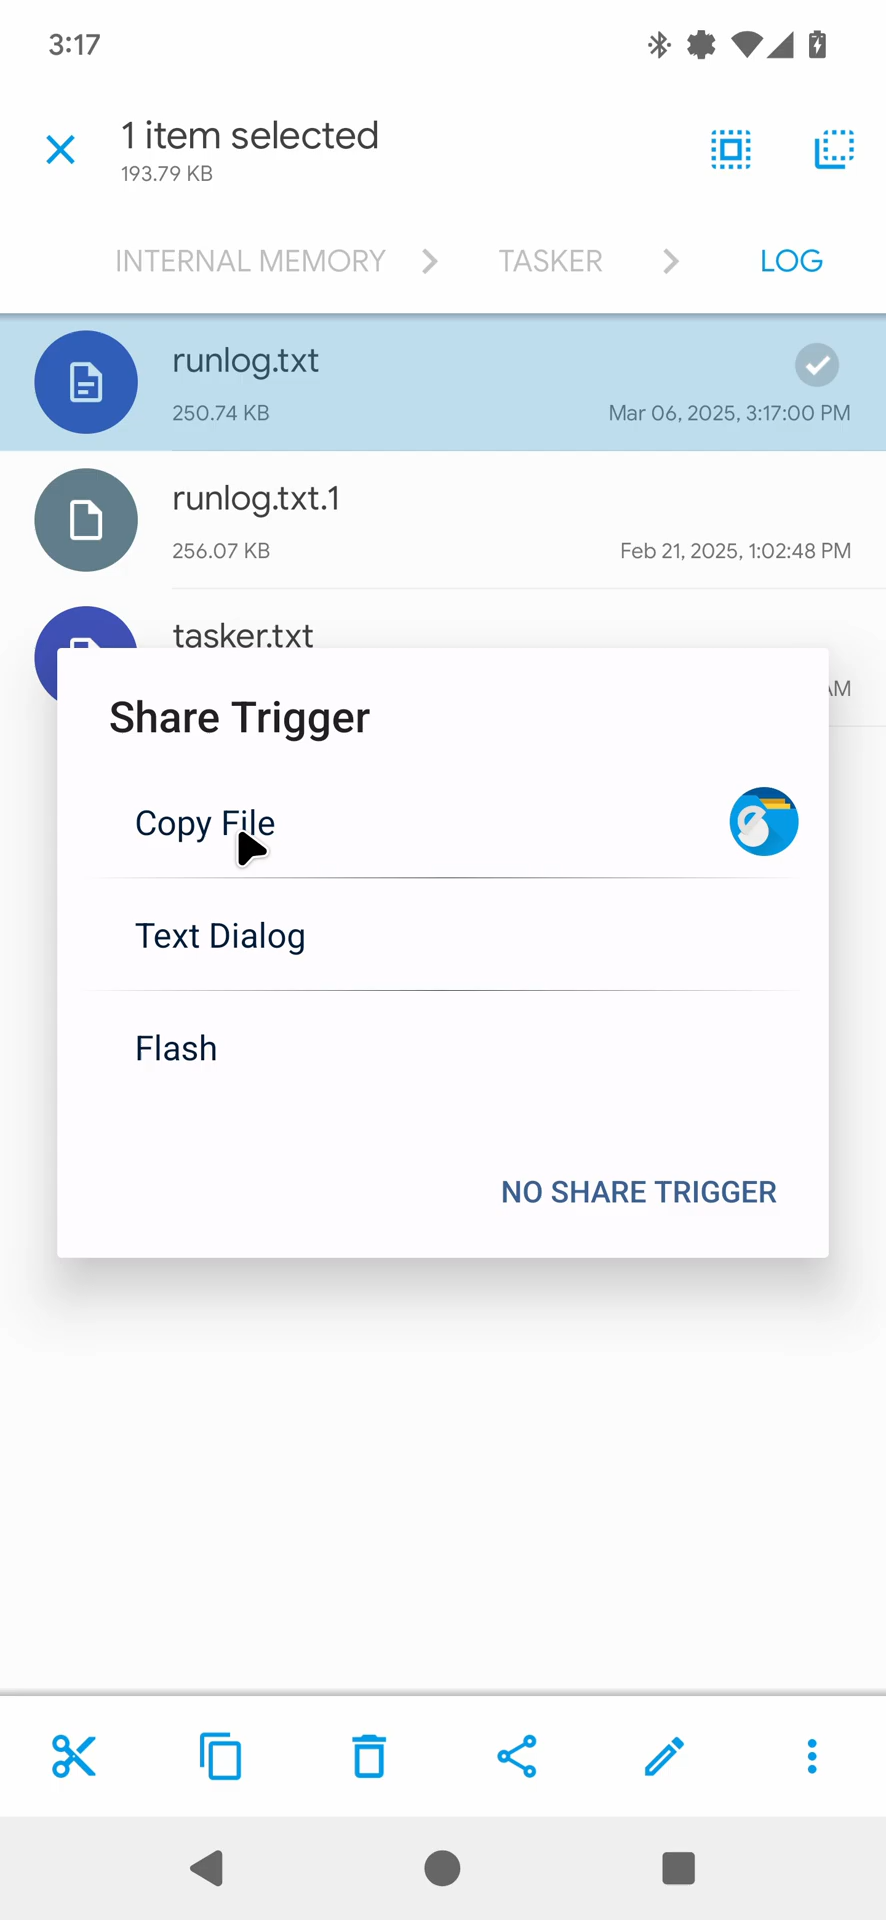 3:17
1 item selected
193.79 KB
INTERNAL MEMORY
TASKER
LOG
runlog.txt
250.74 KB
Mar 06, 2025, 3:17:00 PM
runlog.txt.1
256.07 KB
Feb 21, 2025, 1:02:48 PM
tasker.txt
AM
Share Trigger
Copy File
Text Dialog
Flash
NO SHARE TRIGGER